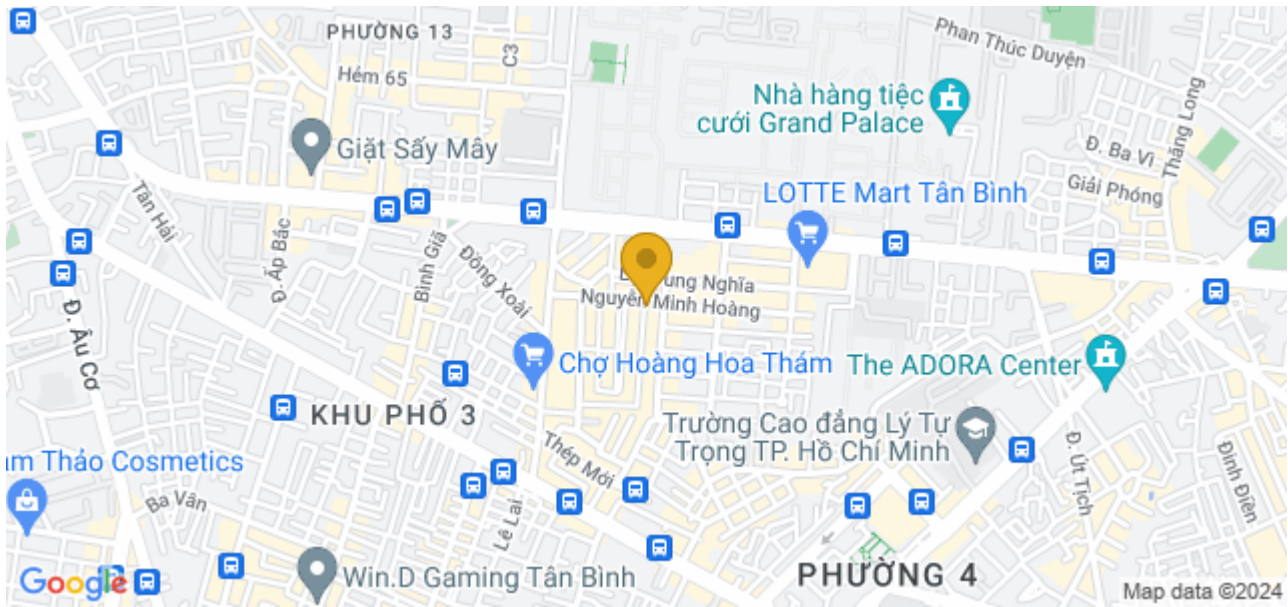 PHƯỜNG 13
C3
Phan Thúc Duyện
Hẻm 65
Nhà hàng tiệc
cưới Grand Palace
Thăng Long
Giặt Sấy Mây
Đ. Ba Vì
Giải Phóng
Tân Hải
LOTTE Mart Tân Bình
Đ. Ấp Bắc
Bình Giã
Đồng Xoài
ung Nghĩa
Nguyễn Minh Hoàng
Đ. Âu Cơ
Chợ Hoàng Hoa Thám
The ADORA Center
KHU PHỐ 3
Trường Cao đẳng Lý Tự
Trọng TP. Hồ Chí Minh
Thép Mới
Đ. Út Tịch
Đinh Điền
am Thảo Cosmetics
Ba Vân
Lê Lai
Win.D Gaming Tân Bình
PHƯỜNG 4
Google
Map data ©2024